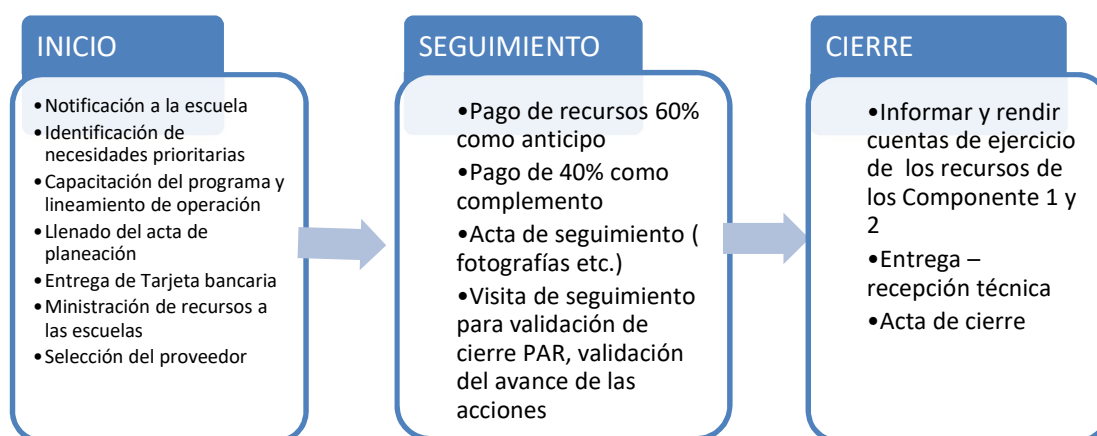 INICIO
•Notificación a la escuela
•Identificación de
necesidades prioritarias
•Capacitación del programa y
lineamiento de operación
•Llenado del acta de
planeación
•Entrega de Tarjeta bancaria
•Ministración de recursos a
las escuelas
•Selección del proveedor
SEGUIMIENTO
•Pago de recursos 60%
como anticipo
•Pago de 40% como
complemento
•Acta de seguimiento (
fotografías etc.)
•Visita de seguimiento
para validación de
cierre PAR, validación
del avance de las
acciones
CIERRE
•Informar y rendir
cuentas de ejercicio
de los recursos de
los Componente 1 y
2
•Entrega –
recepción técnica
•Acta de cierre